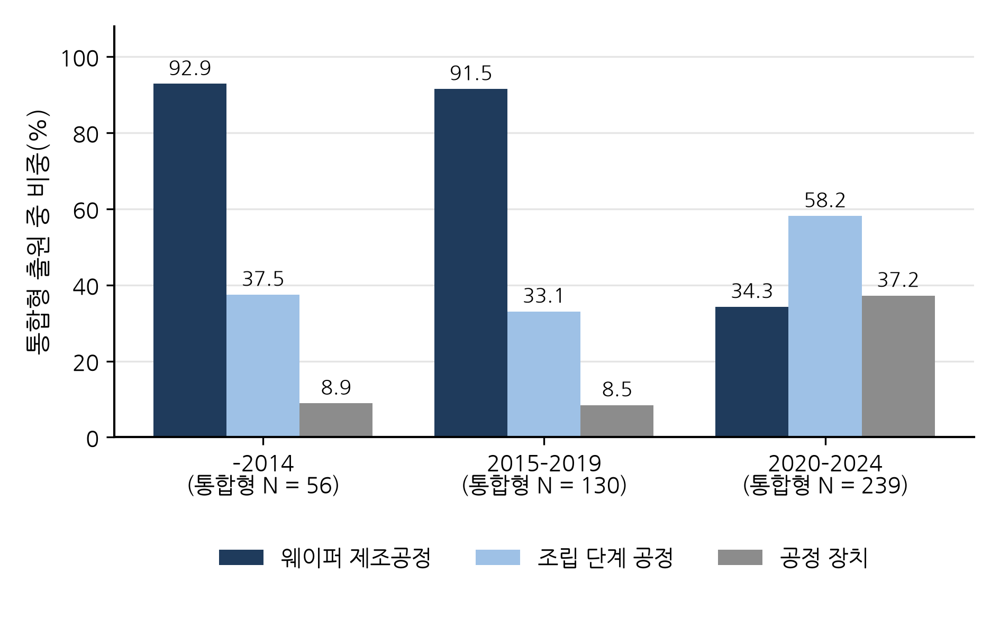 통합형 출원 중 비중(%)
100
80
60
40
20
0
92.9
37.5
8.9
91.5
33.1
8.5
34.3
58.2
37.2
-2014
(통합형 N = 56)
2015-2019
(통합형 N = 130)
2020-2024
(통합형 N = 239)
웨이퍼 제조공정
조립 단계 공정
공정 장치